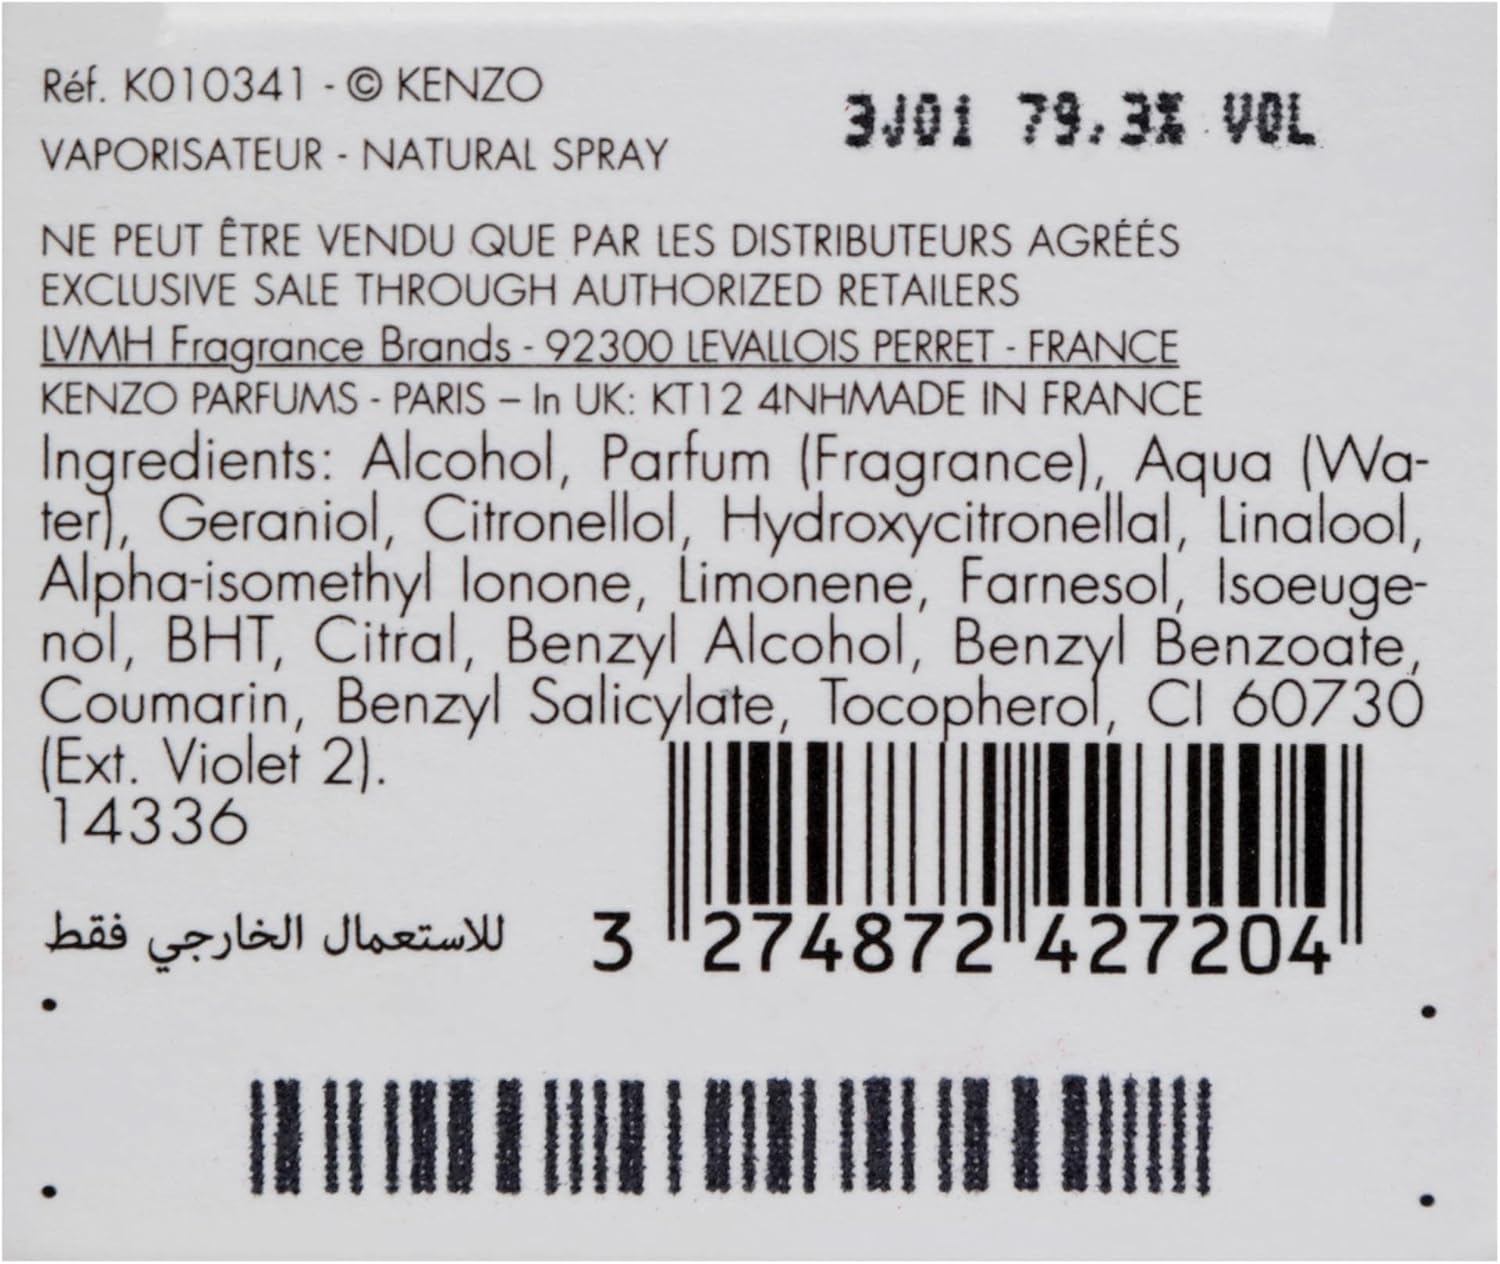 Réf. K010341 - © KENZO
3J01 79.3% VOL
VAPORISATEUR - NATURAL SPRAY
NE PEUT ÊTRE VENDU QUE PAR LES DISTRIBUTEURS AGRÉÉS
EXCLUSIVE SALE THROUGH AUTHORIZED RETAILERS
LVMH Fragrance Brands - 92300 LEVALLOIS PERRET - FRANCE
KENZO PARFUMS - PARIS – In UK: KT12 4NHMADE IN FRANCE
Ingredients: Alcohol, Parfum (Fragrance), Aqua (Wa-
ter), Geraniol, Citronellol, Hydroxycitronellal, Linalool,
Alpha-isomethyl Ionone, Limonene, Farnesol, Isoeuge-
nol, BHT, Citral, Benzyl Alcohol, Benzyl Benzoate,
Coumarin, Benzyl Salicylate, Tocopherol, CI 60730
(Ext. Violet 2).
14336
للاستعمال الخارجي فقط
3 274872 427204